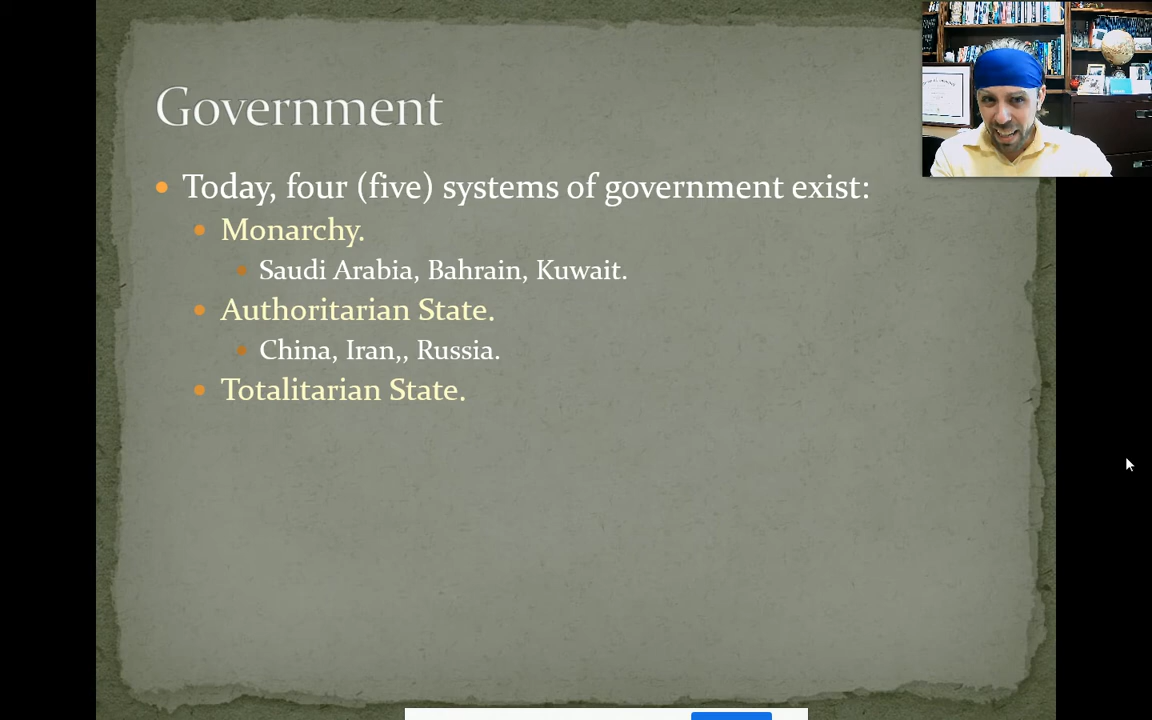 Government
Today, four (five) systems of government exist:
Monarchy.
Saudi Arabia, Bahrain, Kuwait.
Authoritarian State.
China, Iran,, Russia.
Totalitarian State.